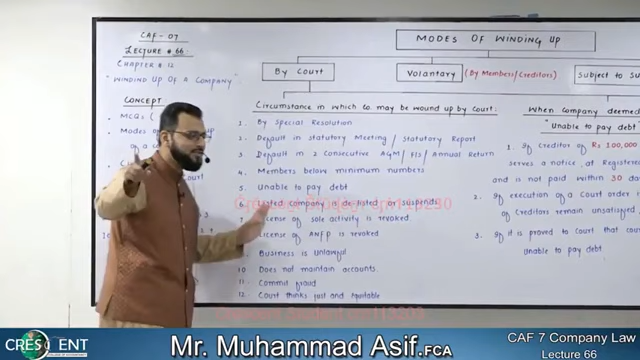 CAF - 07
LECTURE # 66
CHAPTER # 12
"WINDING UP OF A COMPANY"
CONCEPT
• MCQs (
• Modes
of a
MODES OF WINDING UP
By Court
Voluntary
(By Members/Creditors)
Subject to Su
Circumstance in which Co may be wound up by Court:
1. By Special Resolution
2. Default in Statutory Meeting / Statutory Report
3. Default in 2 Consecutive AGM / F/S / Annual Return
4. Members below minimum numbers
5. Unable to pay debt
6. Listed company is de-listed or suspends
7. License of sole activity is revoked.
License of ANFP is revoked
Business is Unlawful
10 Does not maintain accounts.
11. Commit fraud
12. Court thinks just and equitable
When Company deemed
"Unable to pay debt
1. If Creditor of Rs 100,000
serves a notice, at Registere
and is not paid within 30 da
2. If execution of a Court order i
of Creditors remain unsatisfied,
3. If it is proved to Court that co
Unable to pay debt.
CRESCENT
Mr. Muhammad Asif.FCA
CAF 7 Company Law
Lecture 66